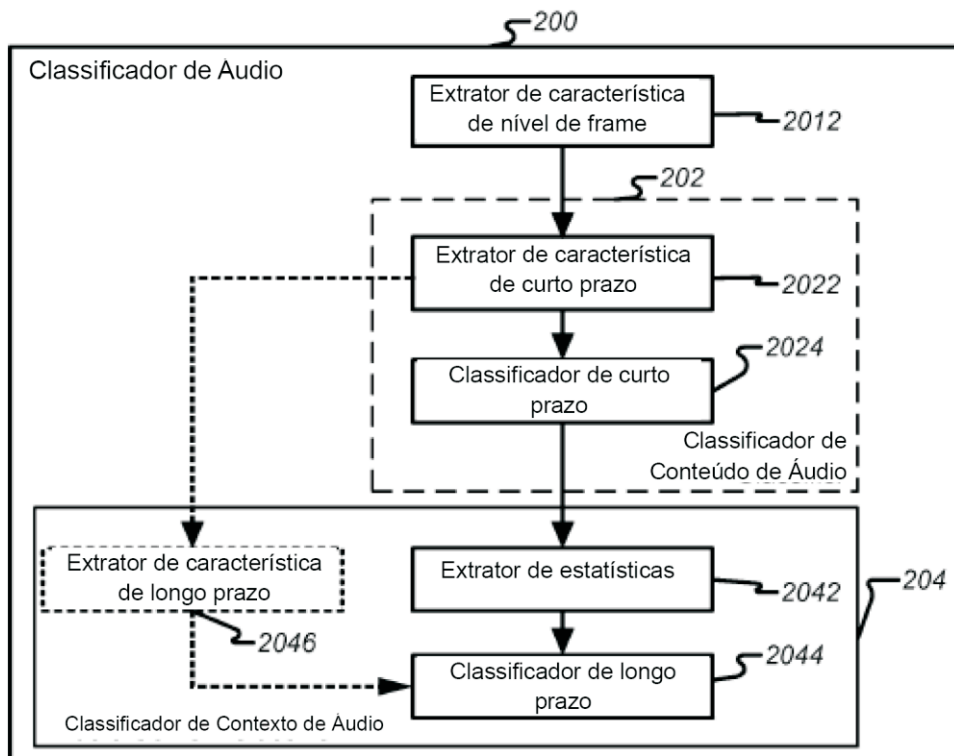 200
Classificador de Audio
Extrator de característica
de nível de frame
2012
202
Extrator de característica
de curto prazo
2022
2024
Classificador de curto
prazo
Classificador de
Conteúdo de Áudio
Extrator de característica
de longo prazo
2046
Extrator de estatísticas
2042
204
Classificador de longo
prazo
2044
Classificador de Contexto de Áudio